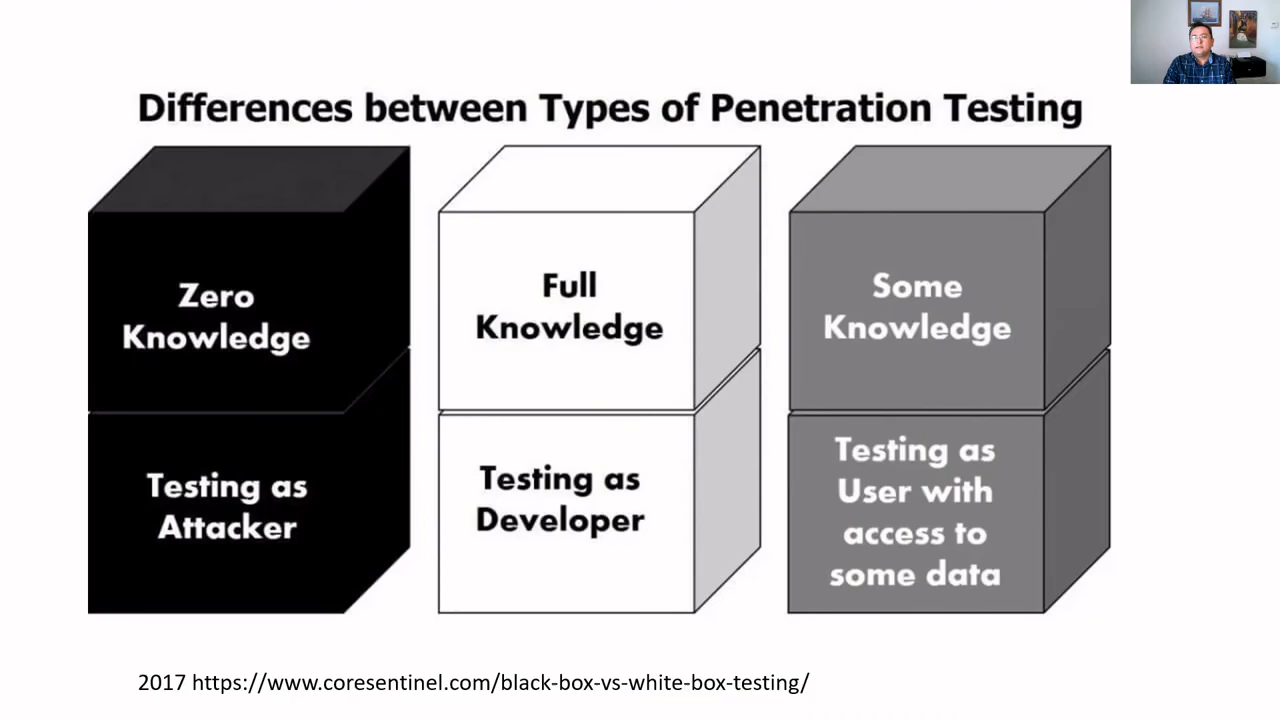 Differences between Types of Penetration Testing
Zero
Knowledge
Testing as
Attacker
Full
Knowledge
Testing as
Developer
Some
Knowledge
Testing as
User with
access to
some data
2017 https://www.coresentinel.com/black-box-vs-white-box-testing/